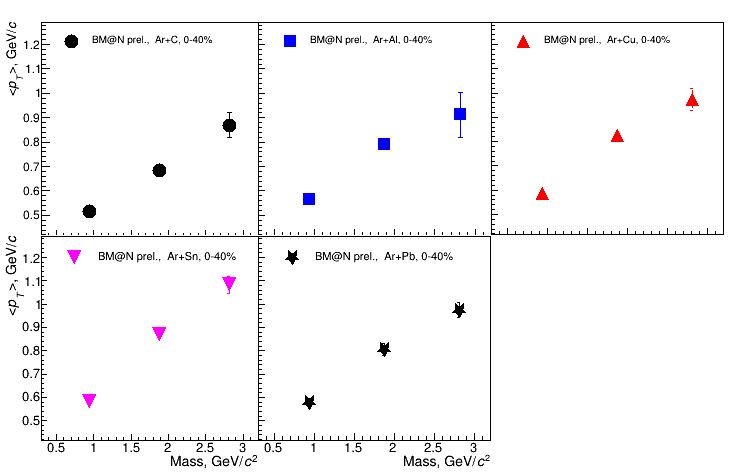 <p_T>, GeV/c
1.2
1.1
1
0.9
0.8
0.7
0.6
0.5
BM@N prel., Ar+C, 0-40%
BM@N prel., Ar+Al, 0-40%
BM@N prel., Ar+Cu, 0-40%
<p_T>, GeV/c
1.2
1.1
1
0.9
0.8
0.7
0.6
0.5
BM@N prel., Ar+Sn, 0-40%
BM@N prel., Ar+Pb, 0-40%
0.5 1 1.5 2 2.5 3
0.5 1 1.5 2 2.5 3
Mass, GeV/c²
Mass, GeV/c²